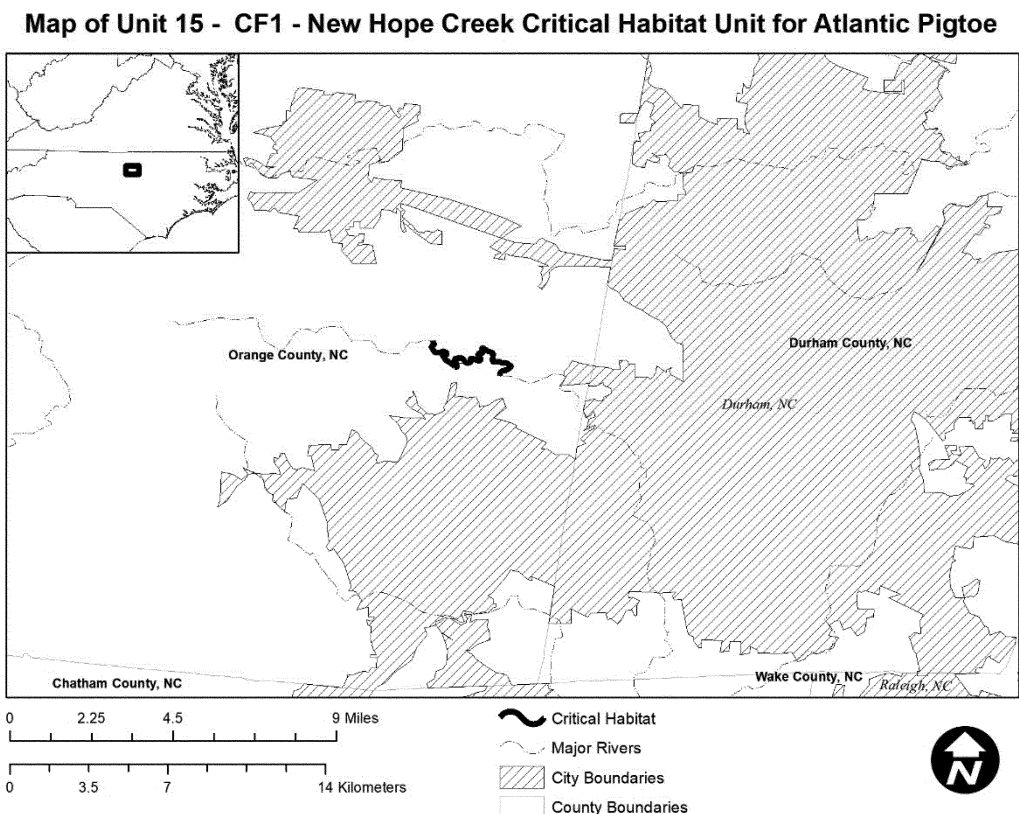 Map of Unit 15 - CF1 - New Hope Creek Critical Habitat Unit for Atlantic Pigtoe
Orange County, NC
Durham County, NC
Durham, NC
Chatham County, NC
Wake County, NC
Raleigh, NC
0 2.25 4.5 9 Miles
0 3.5 7 14 Kilometers
Critical Habitat
Major Rivers
City Boundaries
County Boundaries
N